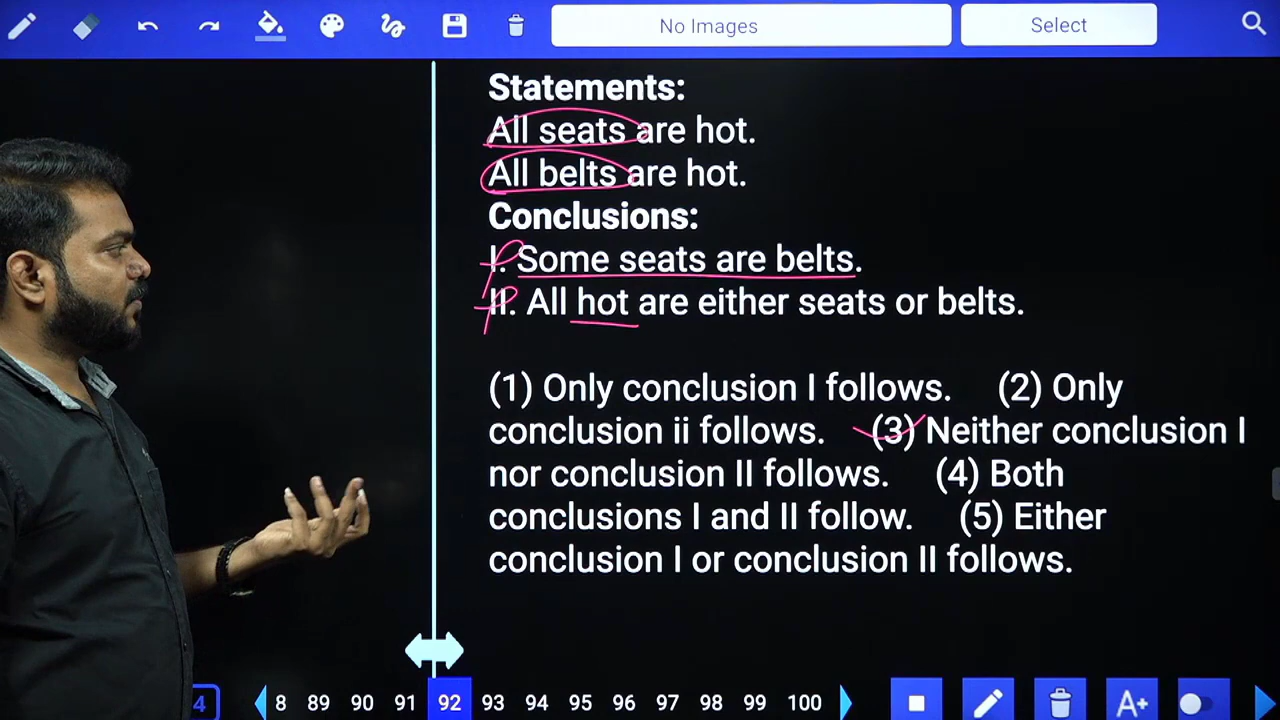 No Images
Select
Statements:
All seats are hot.
All belts are hot.
Conclusions:
I. Some seats are belts.
II. All hot are either seats or belts.
(1) Only conclusion I follows. (2) Only
conclusion ii follows. (3) Neither conclusion I
nor conclusion II follows. (4) Both
conclusions I and II follow. (5) Either
conclusion I or conclusion II follows.
4 8 89 90 91 92 93 94 95 96 97 98 99 100 A+